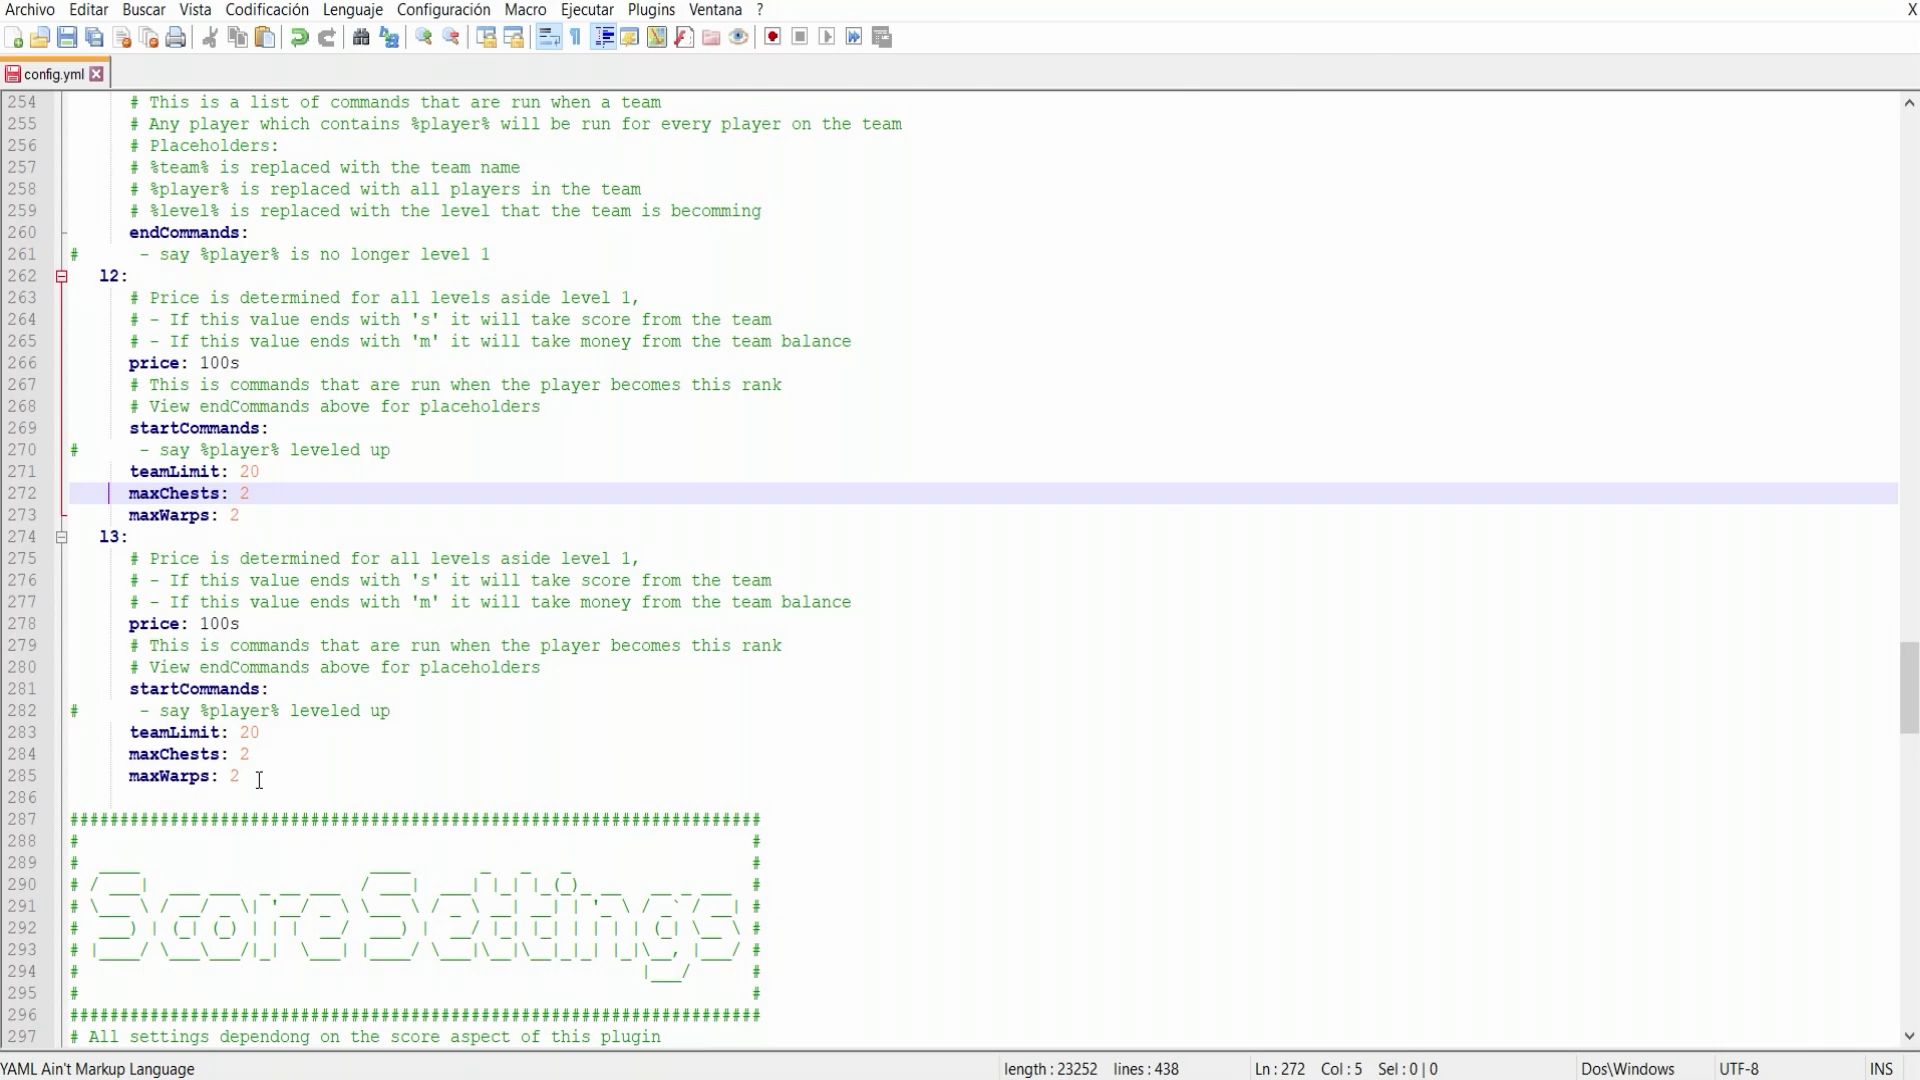 Archivo Editar Buscar Vista Codificación Lenguaje Configuración Macro Ejecutar Plugins Ventana ? X
config.yml
254 # This is a list of commands that are run when a team
255 # Any player which contains %player% will be run for every player on the team
256 # Placeholders:
257 # %team% is replaced with the team name
258 # %player% is replaced with all players in the team
259 # %level% is replaced with the level that the team is becomming
260 endCommands:
261 # - say %player% is no longer level 1
262 l2:
263 # Price is determined for all levels aside level 1,
264 # - If this value ends with 's' it will take score from the team
265 # - If this value ends with 'm' it will take money from the team balance
266 price: 100s
267 # This is commands that are run when the player becomes this rank
268 # View endCommands above for placeholders
269 startCommands:
270 # - say %player% leveled up
271 teamLimit: 20
272 maxChests: 2
273 maxWarps: 2
274 l3:
275 # Price is determined for all levels aside level 1,
276 # - If this value ends with 's' it will take score from the team
277 # - If this value ends with 'm' it will take money from the team balance
278 price: 100s
279 # This is commands that are run when the player becomes this rank
280 # View endCommands above for placeholders
281 startCommands:
282 # - say %player% leveled up
283 teamLimit: 20
284 maxChests: 2
285 maxWarps: 2
286
287 #####################################################################
288 # #
289 # #
290 # #
291 # ScoreSettings #
292 # #
293 # #
294 # #
295 # #
296 #####################################################################
297 # All settings dependong on the score aspect of this plugin
YAML Ain't Markup Language length : 23252 lines : 438 Ln : 272 Col : 5 Sel : 0 | 0 Dos\Windows UTF-8 INS